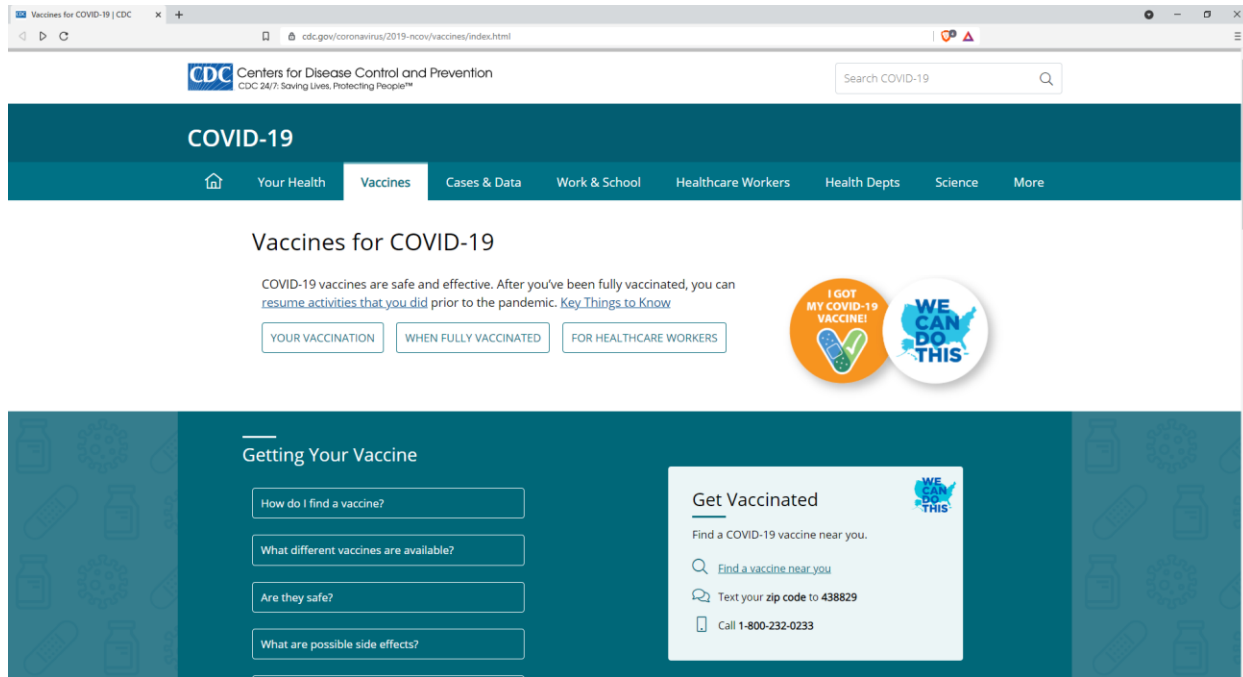 Vaccines for COVID-19 | CDC
cdc.gov/coronavirus/2019-ncov/vaccines/index.html
CDC
Centers for Disease Control and Prevention
CDC 24/7: Saving Lives. Protecting People™
Search COVID-19
COVID-19
Your Health Vaccines Cases & Data Work & School Healthcare Workers Health Depts Science More
Vaccines for COVID-19
COVID-19 vaccines are safe and effective. After you've been fully vaccinated, you can
resume activities that you did prior to the pandemic. Key Things to Know
YOUR VACCINATION WHEN FULLY VACCINATED FOR HEALTHCARE WORKERS
I GOT
MY COVID-19
VACCINE!
WE
CAN
DO
THIS
Getting Your Vaccine
How do I find a vaccine?
What different vaccines are available?
Are they safe?
What are possible side effects?
Get Vaccinated
WE
CAN
DO
THIS
Find a COVID-19 vaccine near you.
Find a vaccine near you
Text your zip code to 438829
Call 1-800-232-0233